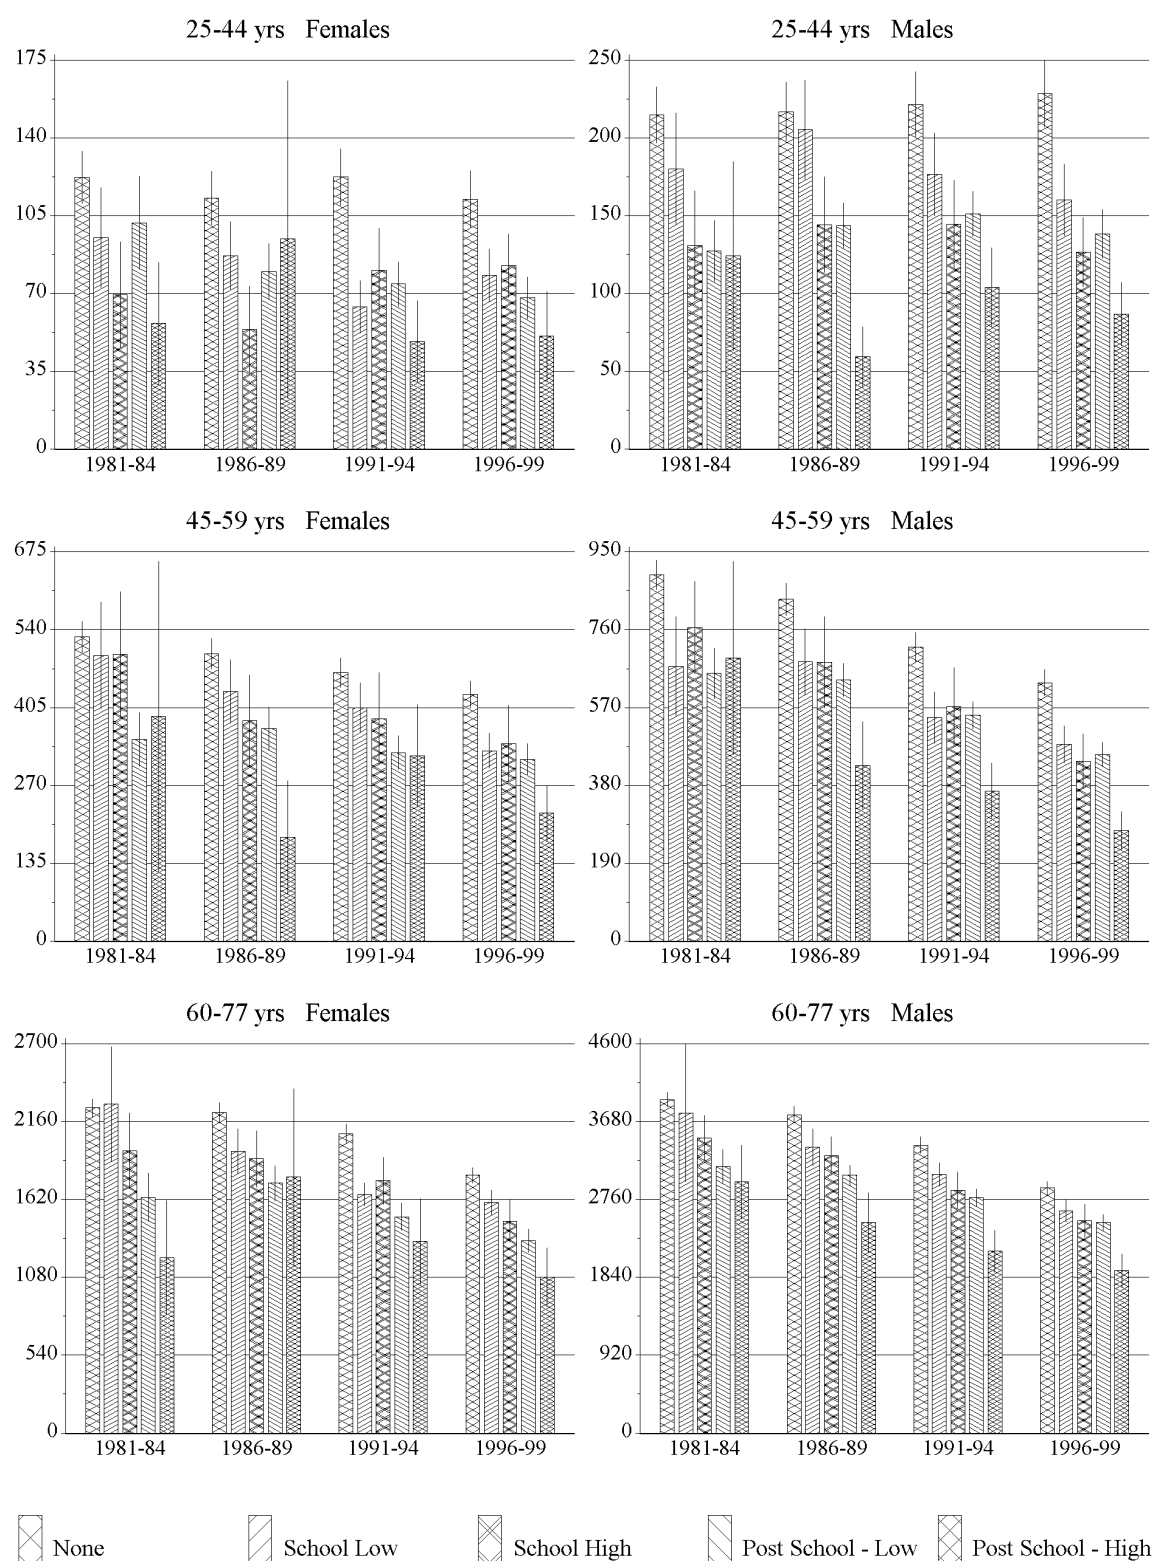 25-44 yrs Females
175
140
105
70
35
0
1981-84 1986-89 1991-94 1996-99
25-44 yrs Males
250
200
150
100
50
0
1981-84 1986-89 1991-94 1996-99
45-59 yrs Females
675
540
405
270
135
0
1981-84 1986-89 1991-94 1996-99
45-59 yrs Males
950
760
570
480
190
0
1981-84 1986-89 1991-94 1996-99
60-77 yrs Females
2700
2160
1620
1080
540
0
1981-84 1986-89 1991-94 1996-99
60-77 yrs Males
4600
3680
2760
1840
920
0
1981-84 1986-89 1991-94 1996-99
None School Low School High Post School - Low Post School - High